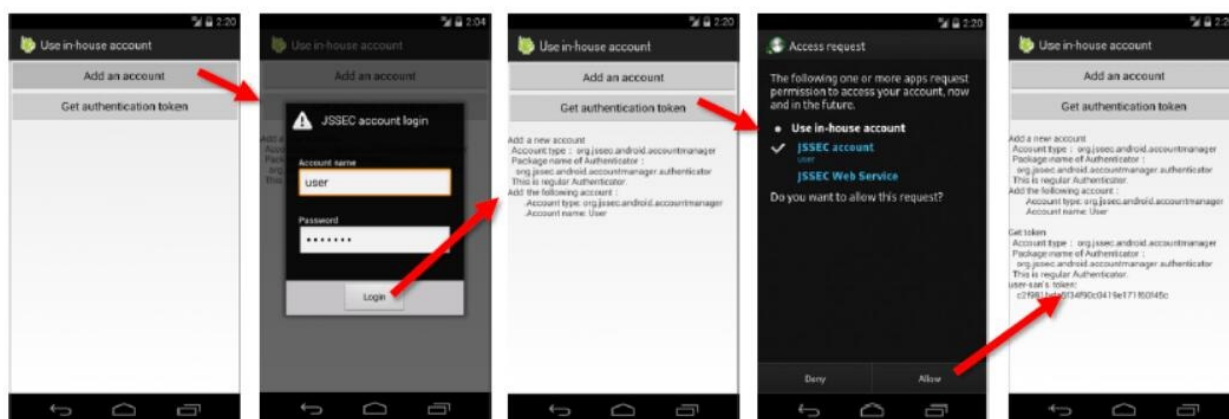 2:20
Use in-house account
Add an account
Get authentication token
2:04
Use in-house account
Add an account
JSSEC account login
Account name
user
Password
•••••••
Login
2:20
Use in-house account
Add an account
Get authentication token
Add a new account
Account type : org.jssec.android.accountmanager
Package name of Authenticator :
org.jssec.android.accountmanager.authenticator
This is regular Authenticator.
Add the following account :
Account type: org.jssec.android.accountmanager
Account name: User
2:20
Access request
The following one or more apps request
permission to access your account, now
and in the future.
• Use in-house account
JSSEC account
user
JSSEC Web Service
Do you want to allow this request?
Deny
Allow
Use in-house account
Add an account
Get authentication token
Add a new account
Account type : org.jssec.android.accountmanager
Package name of Authenticator :
org.jssec.android.accountmanager.authenticator
This is regular Authenticator.
Add the following account :
Account type: org.jssec.android.accountmanager
Account name: User
Get token
Account type : org.jssec.android.accountmanager
Package name of Authenticator :
org.jssec.android.accountmanager.authenticator
This is regular Authenticator.
user-san's token: